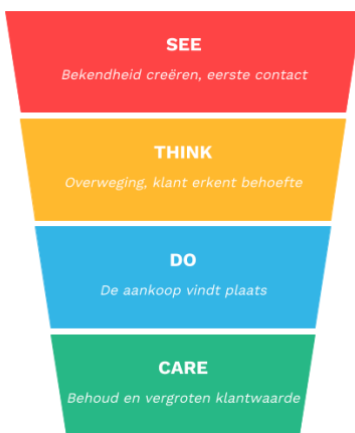 SEE
Bekendheid creëren, eerste contact
THINK
Overweging, klant erkent behoefte
DO
De aankoop vindt plaats
CARE
Behoud en vergroten klantwaarde